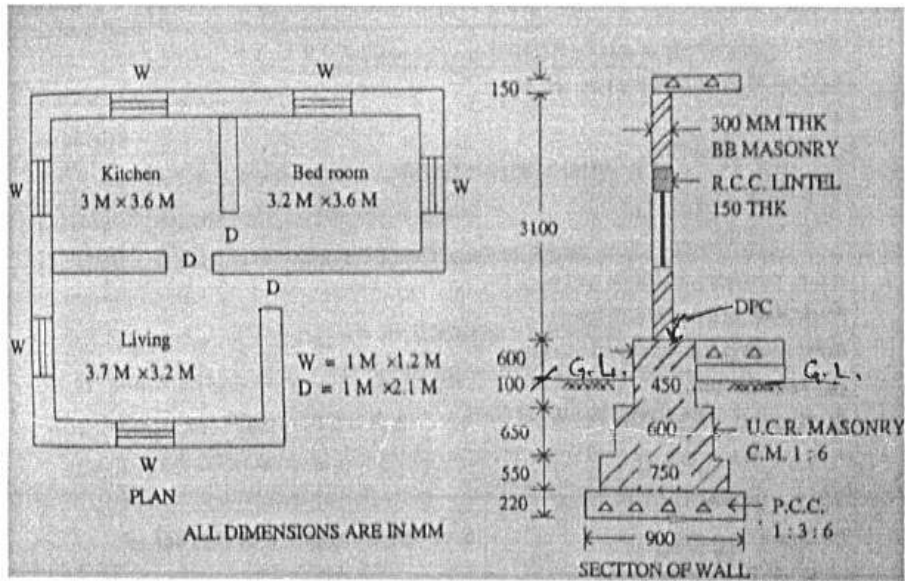 W
W
W
Kitchen
3 M × 3.6 M
Bed room
3.2 M × 3.6 M
W
D
D
D
W
Living
3.7 M × 3.2 M
W = 1 M ×1.2 M
D = 1 M ×2.1 M
W
PLAN
ALL DIMENSIONS ARE IN MM
150
3100
600
100
650
550
220
300 MM THK
BB MASONRY
R.C.C. LINTEL
150 THK
DPC
G.L.
G.L.
450
600
750
U.C.R. MASONRY
C.M. 1 : 6
P.C.C.
1 : 3 : 6
900
SECTTON OF WALL